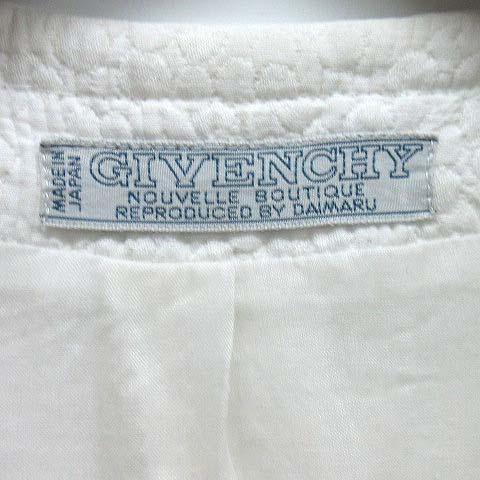 MADE IN
JAPAN
GIVENCHY
NOUVELLE BOUTIQUE
REPRODUCED BY DAIMARU